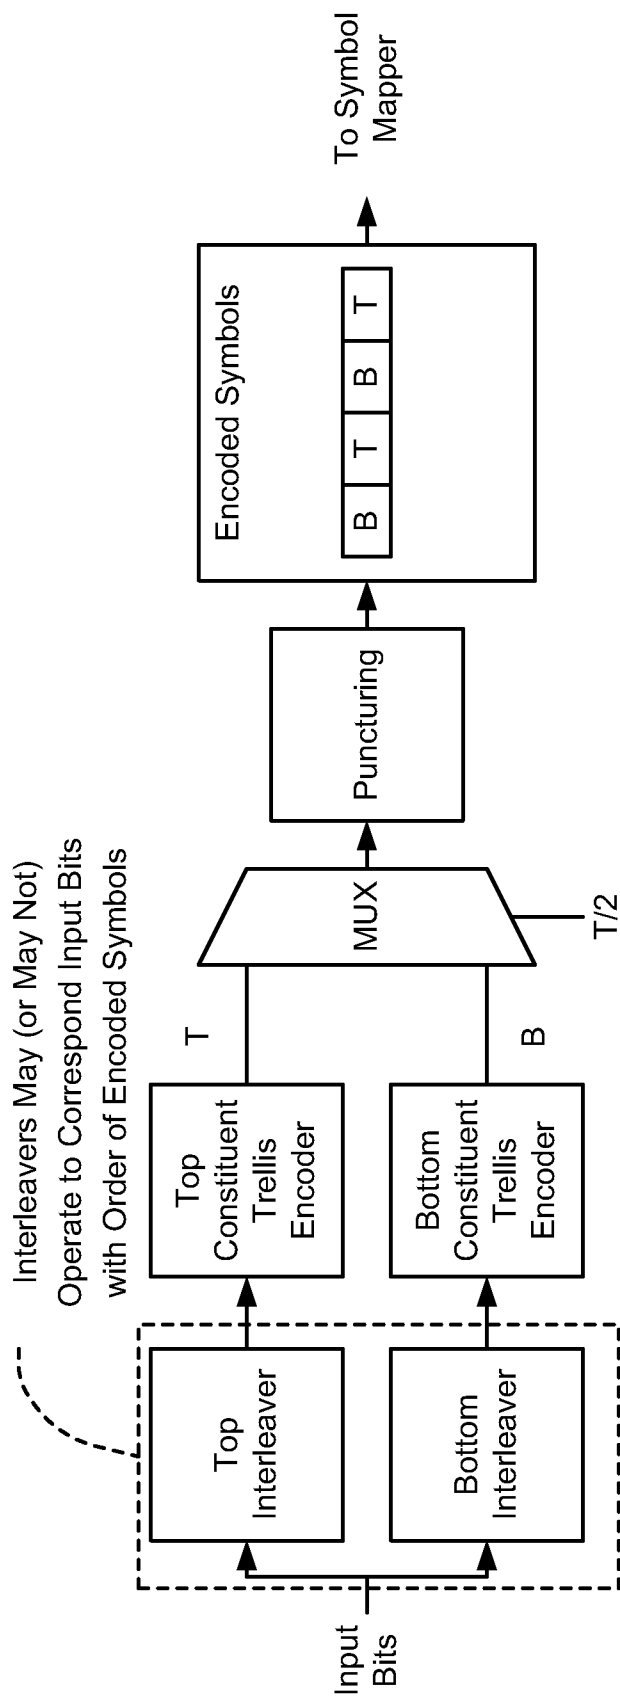 Interleavers May (or May Not)
Operate to Correspond Input Bits
with Order of Encoded Symbols
Input
Bits
Top
Interleaver
Bottom
Interleaver
Top
Constituent
Trellis
Encoder
Bottom
Constituent
Trellis
Encoder
T
B
MUX
T/2
Puncturing
Encoded Symbols
B T B T
To Symbol
Mapper